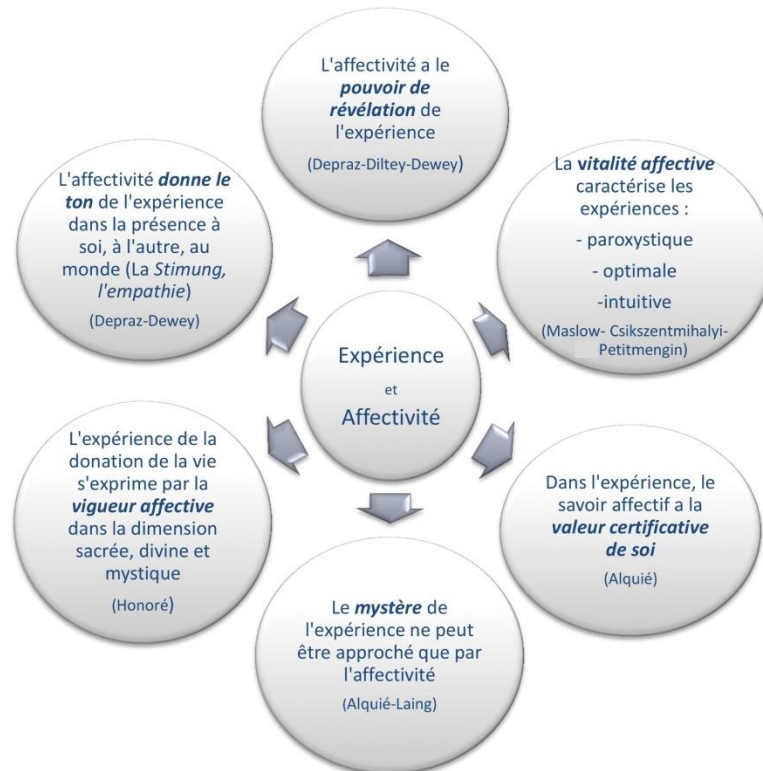 L'affectivité a le
pouvoir de
révélation de
l'expérience
(Depraz-Diltey-Dewey)
La vitalité affective
caractérise les
expériences :
- paroxystique
- optimale
-intuitive
(Maslow- Csikszentmihalyi-
Petitmengin)
Dans l'expérience, le
savoir affectif a la
valeur certificative
de soi
(Alquié)
Le mystère de
l'expérience ne peut
être approché que par
l'affectivité
(Alquié-Laing)
L'expérience de la
donation de la vie
s'exprime par la
vigueur affective
dans la dimension
sacrée, divine et
mystique
(Honoré)
L'affectivité donne le
ton de l'expérience
dans la présence à
soi, à l'autre, au
monde (La Stimung,
l'empathie)
(Depraz-Dewey)
Expérience
et
Affectivité